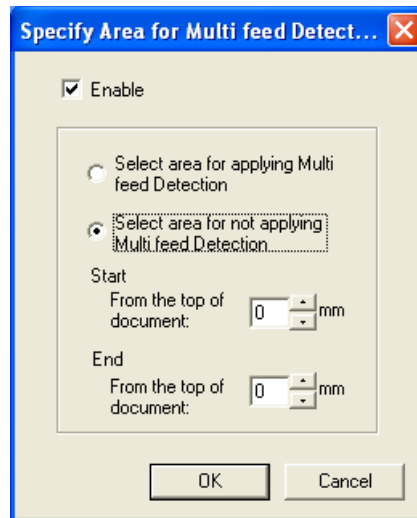 Specify Area for Multi feed Detect...
Enable
Select area for applying Multi
feed Detection
Select area for not applying
Multi feed Detection
Start
From the top of
document:
0
mm
End
From the top of
document:
0
mm
OK
Cancel